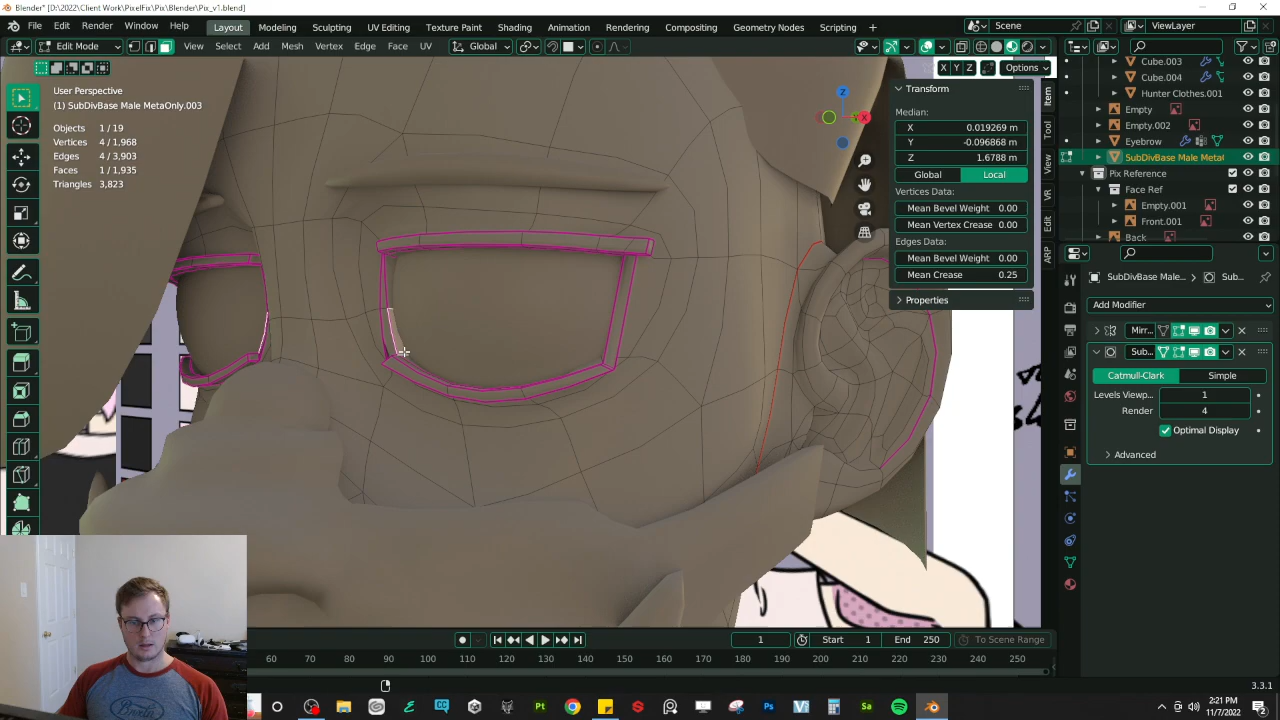 Blender* [D:\2022\Client Work\PixelFix\Pix\Blender\Pix_v1.blend]
File Edit Render Window Help Layout Modeling Sculpting UV Editing Texture Paint Shading Animation Rendering Compositing Geometry Nodes Scripting + Scene ViewLayer
Edit Mode View Select Add Mesh Vertex Edge Face UV Global
X Y Z Options
User Perspective
(1) SubDivBase Male MetaOnly.003
Objects 1 / 19
Vertices 4 / 1,968
Edges 4 / 3,903
Faces 1 / 1,935
Triangles 3,823
Z
X
Transform
Median:
X 0.019269 m
Y -0.096868 m
Z 1.6788 m
Global Local
Vertices Data:
Mean Bevel Weight 0.00
Mean Vertex Crease 0.00
Edges Data:
Mean Bevel Weight 0.00
Mean Crease 0.25
Properties
Item
Tool
View
VR
Edit
ARP
Cube.003
Cube.004
Hunter Clothes.001
Empty
Empty.002
Eyebrow
SubDivBase Male Meta
Pix Reference
Face Ref
Empty.001
Front.001
Back
SubDivBase Male... Sub...
Add Modifier
Mirr...
Sub...
Catmull-Clark Simple
Levels Viewp... 1
Render 4
Optimal Display
Advanced
1 Start 1 End 250 To Scene Range
60 70 80 90 100 110 120 130 140 150 160 170 180 190 200 210 220 230 240 250
3.3.1
2:21 PM
11/7/2022